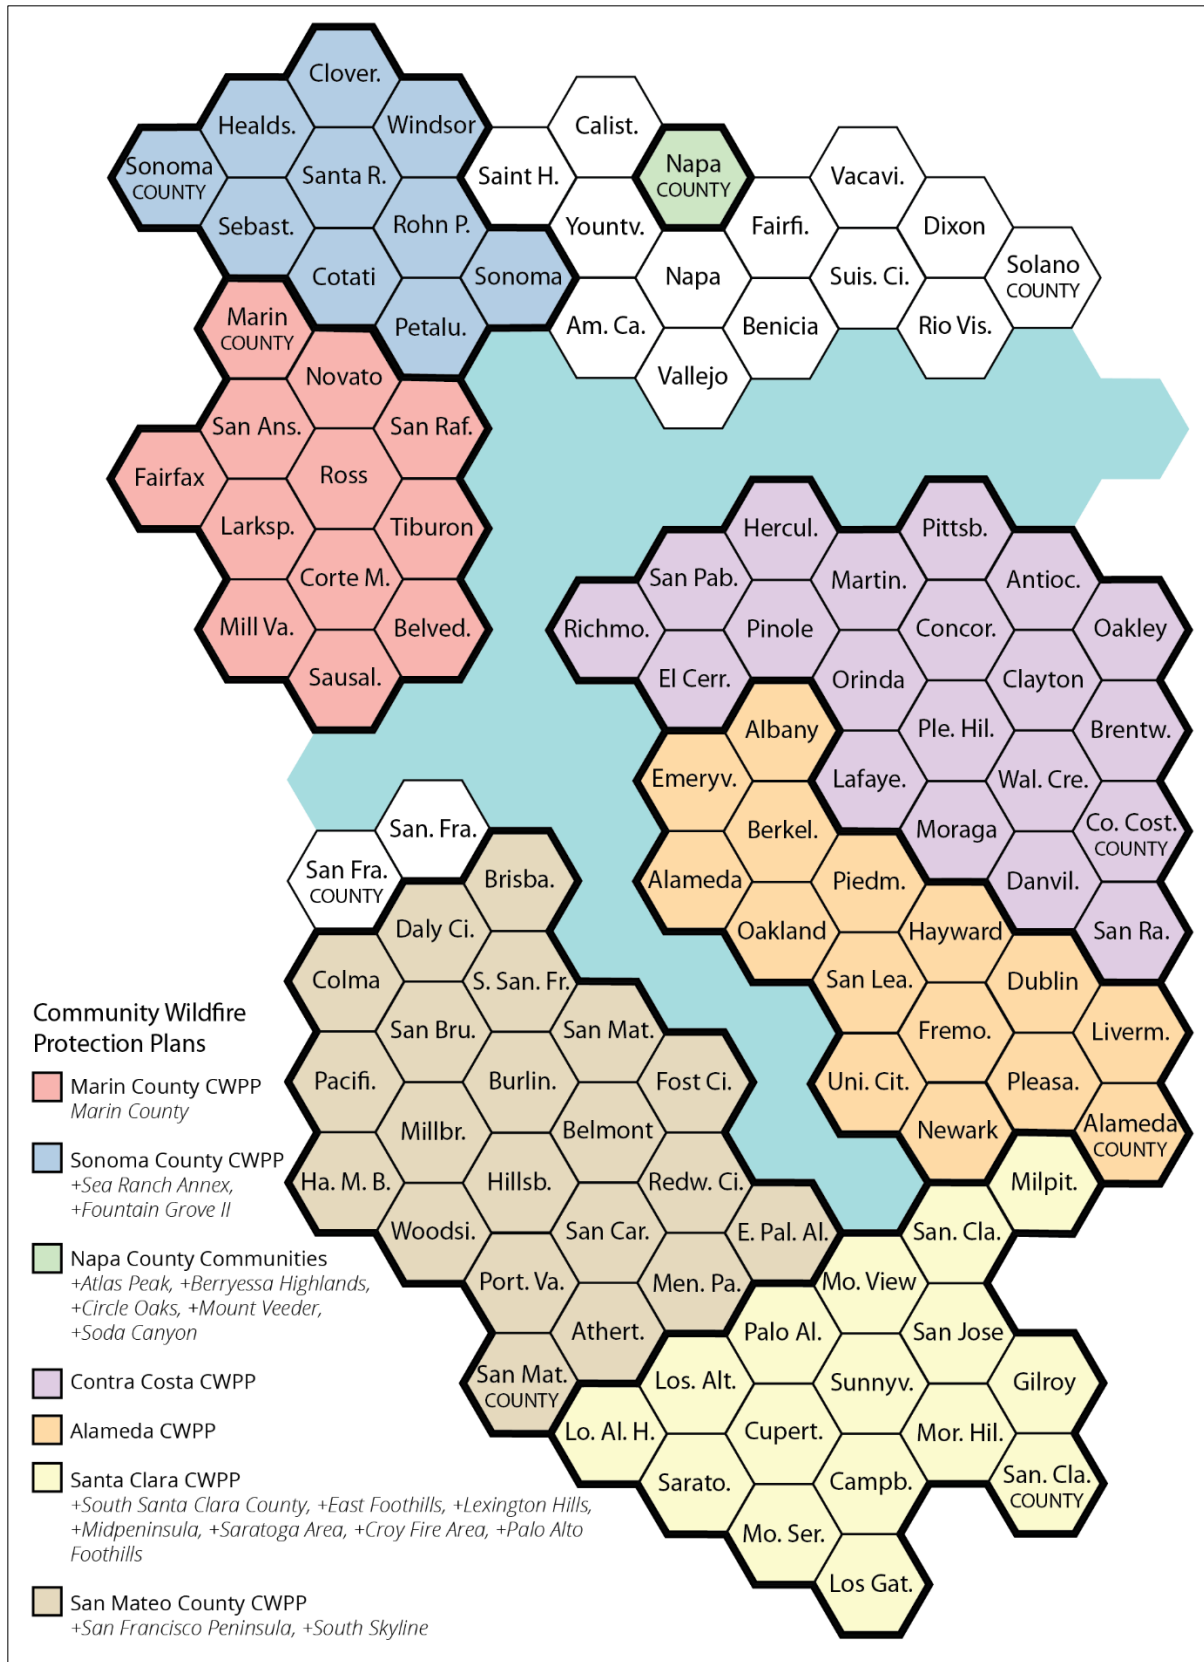 Clover.
Healds.
Windsor
Calist.
Sonoma
COUNTY
Santa R.
Saint H.
Napa
COUNTY
Vacavi.
Sebast.
Rohn P.
Yountv.
Fairfi.
Dixon
Cotati
Sonoma
Napa
Suis. Ci.
Solano
COUNTY
Marin
COUNTY
Petalu.
Am. Ca.
Benicia
Rio Vis.
Novato
Vallejo
San Ans.
San Raf.
Fairfax
Ross
Larksp.
Tiburon
Hercul.
Pittsb.
Corte M.
San Pab.
Martin.
Antioc.
Mill Va.
Belved.
Richmo.
Pinole
Concor.
Oakley
Sausal.
El Cerr.
Orinda
Clayton
Albany
Ple. Hil.
Brentw.
Emeryv.
Lafaye.
Wal. Cre.
San. Fra.
Berkel.
Moraga
Co. Cost.
COUNTY
San Fra.
COUNTY
Brisba.
Alameda
Piedm.
Danvil.
Daly Ci.
Oakland
Hayward
San Ra.
Colma
S. San. Fr.
San Lea.
Dublin
San Bru.
San Mat.
Fremo.
Liverm.
Pacifi.
Burlin.
Fost Ci.
Uni. Cit.
Pleasa.
Millbr.
Belmont
Newark
Alameda
COUNTY
Ha. M. B.
Hillsb.
Redw. Ci.
Milpit.
Woodsi.
San Car.
E. Pal. Al.
San. Cla.
Port. Va.
Men. Pa.
Mo. View
Athert.
Palo Al.
San Jose
San Mat.
COUNTY
Los. Alt.
Sunnyv.
Gilroy
Lo. Al. H.
Cupert.
Mor. Hil.
Sarato.
Campb.
San. Cla.
COUNTY
Mo. Ser.
Los Gat.
Community Wildfire
Protection Plans
Marin County CWPP
Marin County
Sonoma County CWPP
+Sea Ranch Annex,
+Fountain Grove II
Napa County Communities
+Atlas Peak, +Berryessa Highlands,
+Circle Oaks, +Mount Veeder,
+Soda Canyon
Contra Costa CWPP
Alameda CWPP
Santa Clara CWPP
+South Santa Clara County, +East Foothills, +Lexington Hills,
+Midpeninsula, +Saratoga Area, +Croy Fire Area, +Palo Alto
Foothills
San Mateo County CWPP
+San Francisco Peninsula, +South Skyline